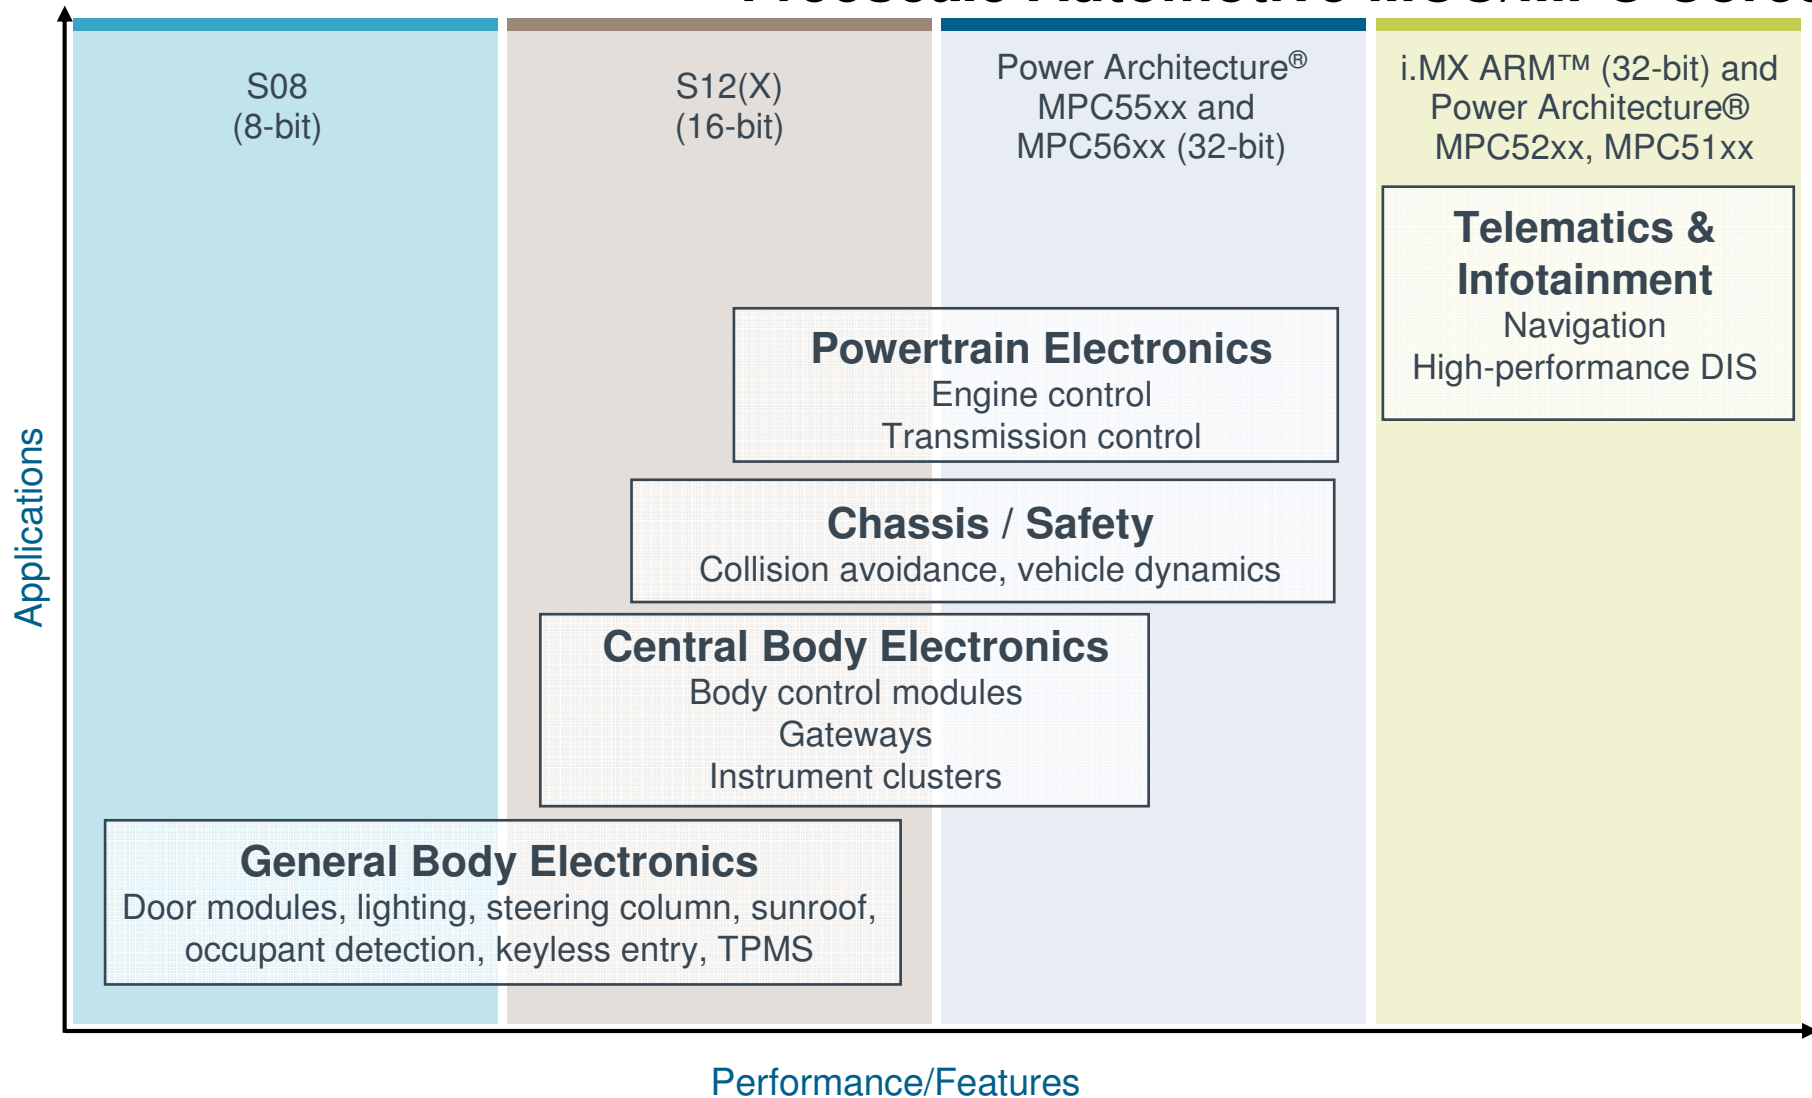 S08
(8-bit)
S12(X)
(16-bit)
Power Architecture®
MPC55xx and
MPC56xx (32-bit)
i.MX ARM™ (32-bit) and
Power Architecture®
MPC52xx, MPC51xx
Telematics &
Infotainment
Navigation
High-performance DIS
Powertrain Electronics
Engine control
Transmission control
Chassis / Safety
Collision avoidance, vehicle dynamics
Central Body Electronics
Body control modules
Gateways
Instrument clusters
General Body Electronics
Door modules, lighting, steering column, sunroof,
occupant detection, keyless entry, TPMS
Applications
Performance/Features